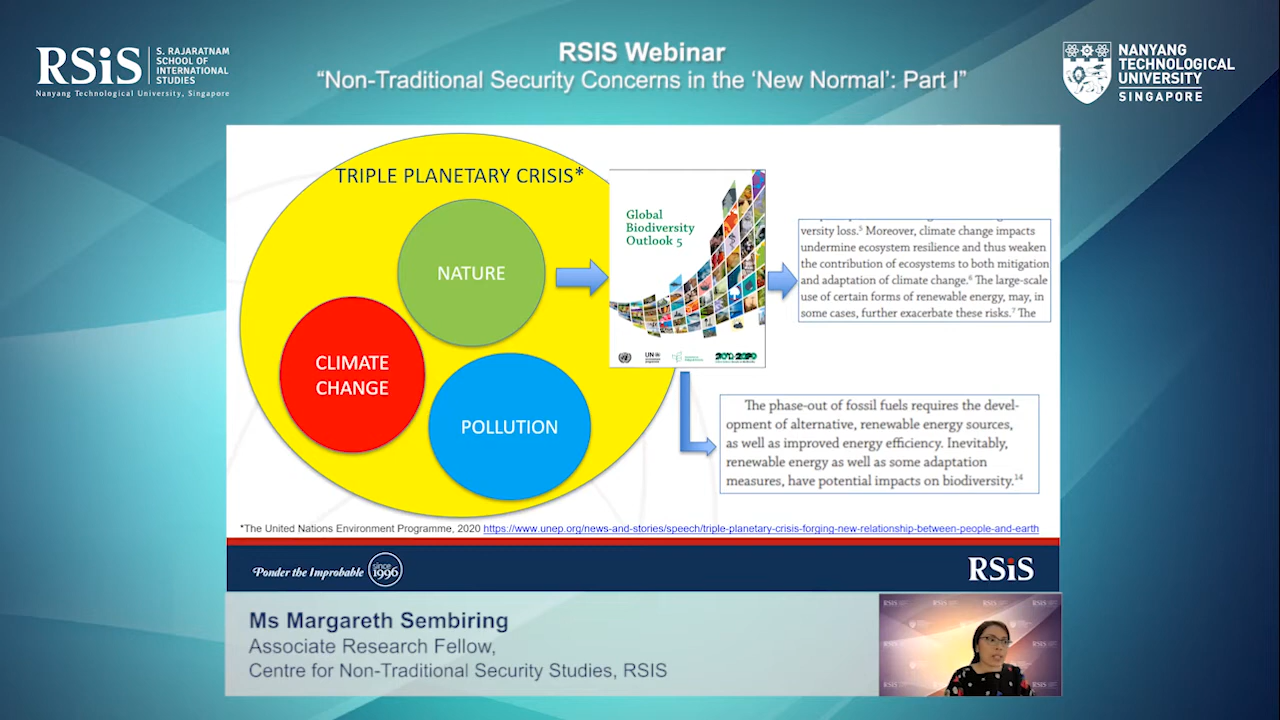 RSiS
S. RAJARATNAM
SCHOOL OF
INTERNATIONAL
STUDIES
Nanyang Technological University, Singapore
RSIS Webinar
“Non-Traditional Security Concerns in the ‘New Normal’: Part I”
NANYANG
TECHNOLOGICAL
UNIVERSITY
SINGAPORE
TRIPLE PLANETARY CRISIS*
NATURE
CLIMATE
CHANGE
POLLUTION
Global
Biodiversity
Outlook 5
UN
versity loss.5 Moreover, climate change impacts
undermine ecosystem resilience and thus weaken
the contribution of ecosystems to both mitigation
and adaptation of climate change.6 The large-scale
use of certain forms of renewable energy, may, in
some cases, further exacerbate these risks.7 The
The phase-out of fossil fuels requires the devel-
opment of alternative, renewable energy sources,
as well as improved energy efficiency. Inevitably,
renewable energy as well as some adaptation
measures, have potential impacts on biodiversity.14
*The United Nations Environment Programme, 2020 https://www.unep.org/news-and-stories/speech/triple-planetary-crisis-forging-new-relationship-between-people-and-earth
Ponder the Improbable
since
1996
RSiS
Ms Margareth Sembiring
Associate Research Fellow,
Centre for Non-Traditional Security Studies, RSIS